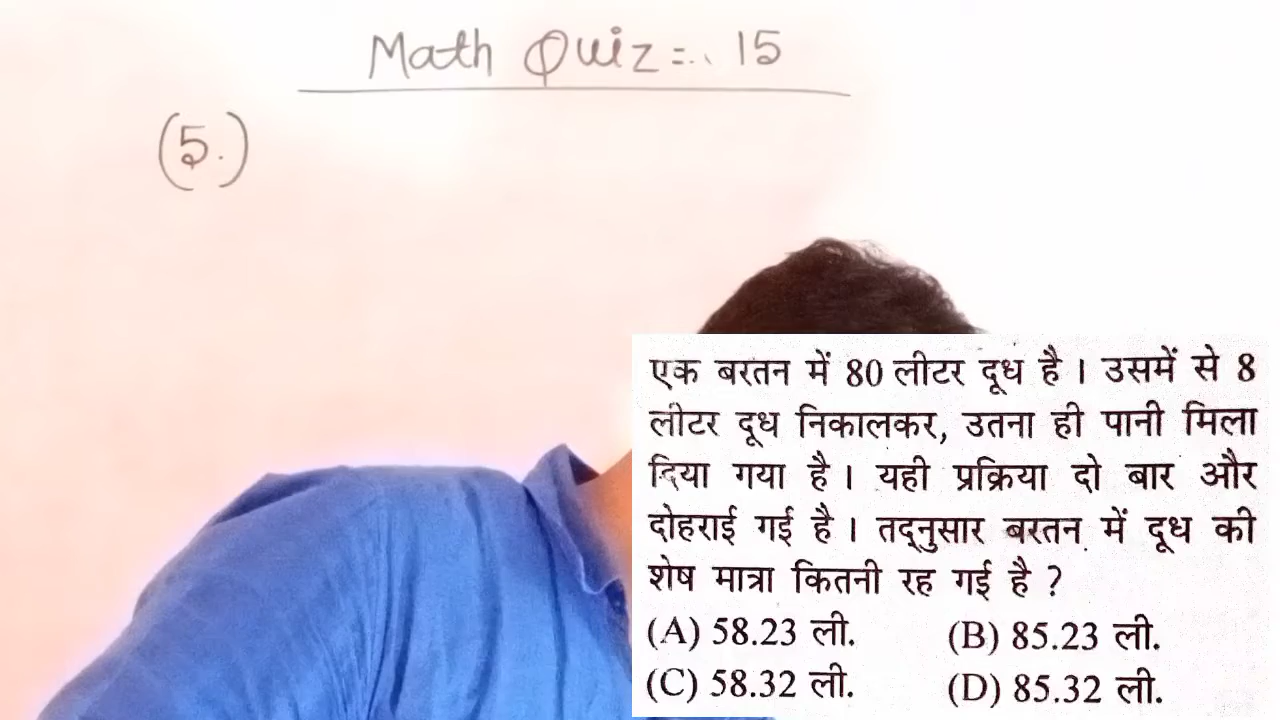 Math Quiz =.. 15
(5.)
एक बरतन में 80 लीटर दूध है । उसमें से 8
लीटर दूध निकालकर, उतना ही पानी मिला
दिया गया है । यही प्रक्रिया दो बार और
दोहराई गई है । तद्नुसार बरतन में दूध की
शेष मात्रा कितनी रह गई है ?
(A) 58.23 ली. (B) 85.23 ली.
(C) 58.32 ली. (D) 85.32 ली.